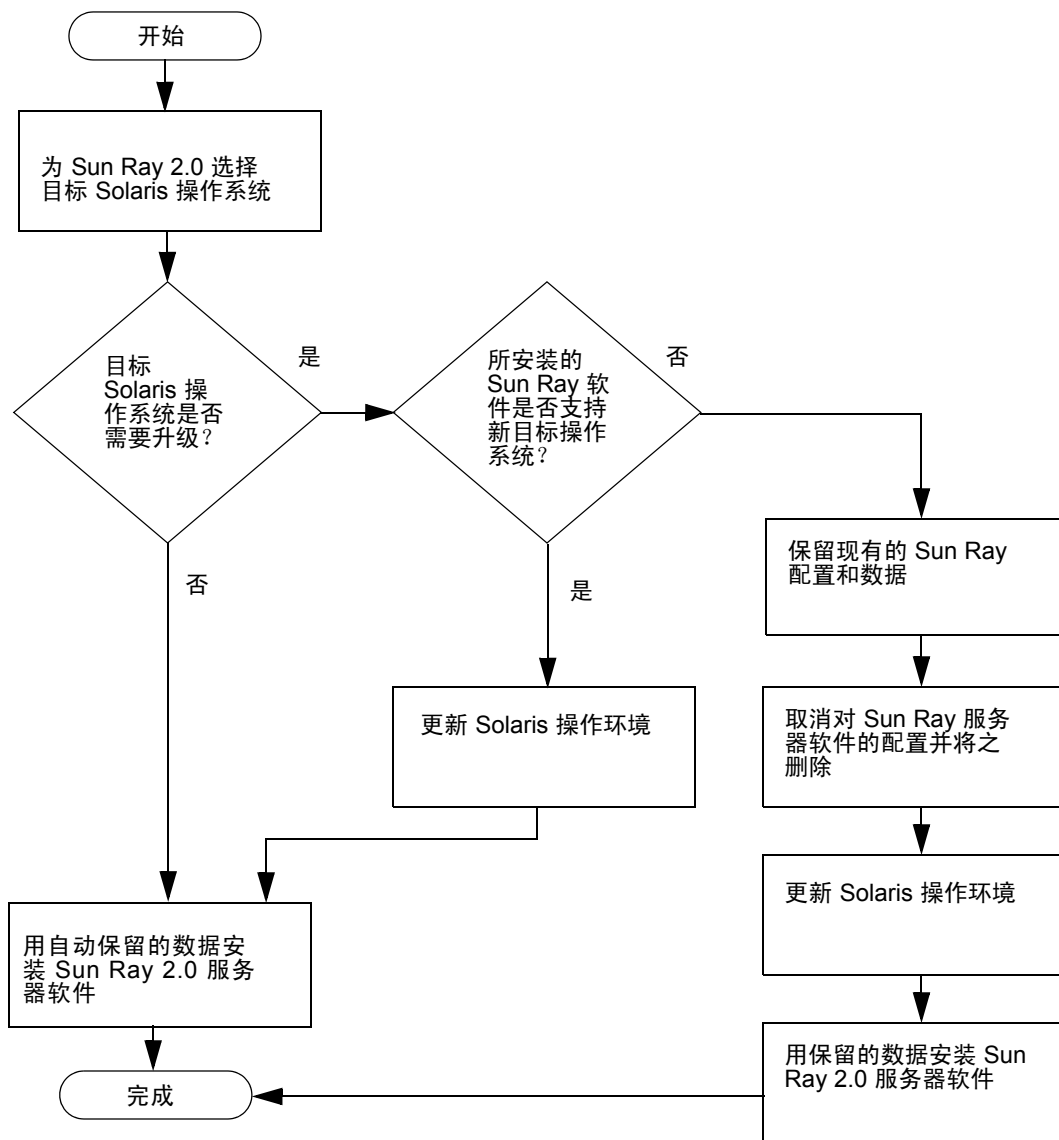 开始
为 Sun Ray 2.0 选择
目标 Solaris 操作系统
目标
Solaris 操
作系统是否
需要升级？
是
所安装的
Sun Ray 软
件是否支持
新目标操作
系统？
否
否
是
保留现有的 Sun Ray
配置和数据
更新 Solaris 操作环境
取消对 Sun Ray 服务
器软件的配置并将之
删除
更新 Solaris 操作环境
用自动保留的数据安
装 Sun Ray 2.0 服务
器软件
用保留的数据安装 Sun
Ray 2.0 服务器软件
完成